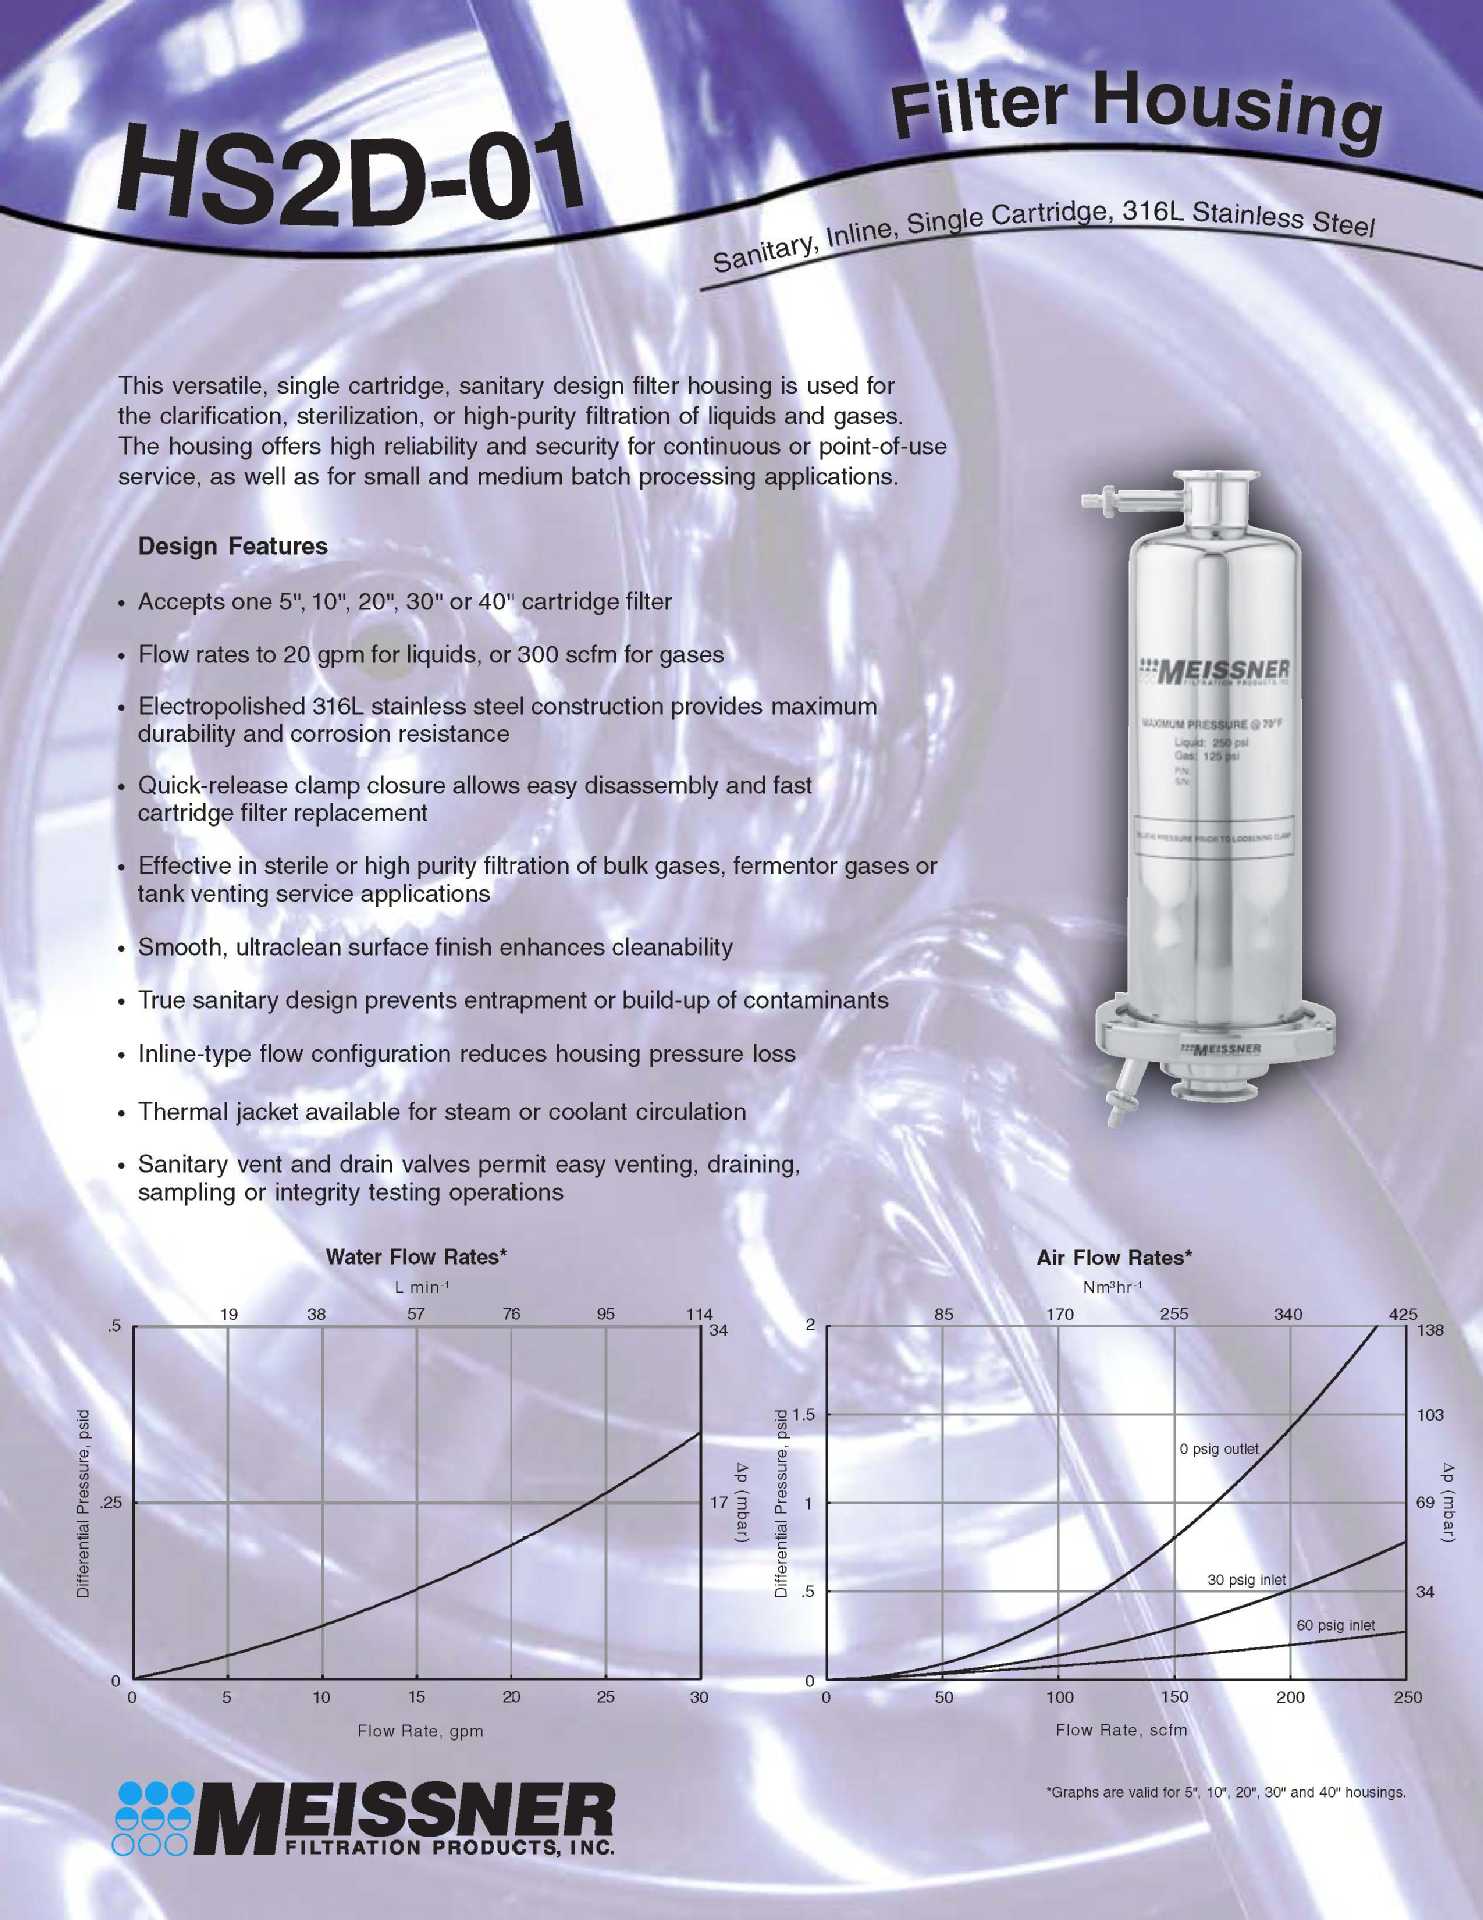 HS2D-01
Filter Housing
Sanitary, Inline, Single Cartridge, 316L Stainless Steel
This versatile, single cartridge, sanitary design filter housing is used for
the clarification, sterilization, or high-purity filtration of liquids and gases.
The housing offers high reliability and security for continuous or point-of-use
service, as well as for small and medium batch processing applications.
Design Features
• Accepts one 5", 10", 20", 30" or 40" cartridge filter
• Flow rates to 20 gpm for liquids, or 300 scfm for gases
• Electropolished 316L stainless steel construction provides maximum
durability and corrosion resistance
• Quick-release clamp closure allows easy disassembly and fast
cartridge filter replacement
• Effective in sterile or high purity filtration of bulk gases, fermentor gases or
tank venting service applications
• Smooth, ultraclean surface finish enhances cleanability
• True sanitary design prevents entrapment or build-up of contaminants
• Inline-type flow configuration reduces housing pressure loss
• Thermal jacket available for steam or coolant circulation
• Sanitary vent and drain valves permit easy venting, draining,
sampling or integrity testing operations
MEISSNER
FILTRATION PRODUCTS, INC.
MAXIMUM PRESSURE @ 70°F
Liquid: 250 psi
Gas: 125 psi
P/N:
S/N:
RELIEVE PRESSURE PRIOR TO LOOSENING CLAMP
MEISSNER
Water Flow Rates*
L min-1
19 38 57 76 95 114
.5
34
.25
17
0
0 5 10 15 20 25 30
Differential Pressure, psid
Δp (mbar)
Flow Rate, gpm
Air Flow Rates*
Nm³hr-1
85 170 255 340 425
2
138
1.5
103
0 psig outlet
1
69
30 psig inlet
.5
34
60 psig inlet
0
0 50 100 150 200 250
Differential Pressure, psid
Δp (mbar)
Flow Rate, scfm
*Graphs are valid for 5", 10", 20", 30" and 40" housings.
MEISSNER
FILTRATION PRODUCTS, INC.